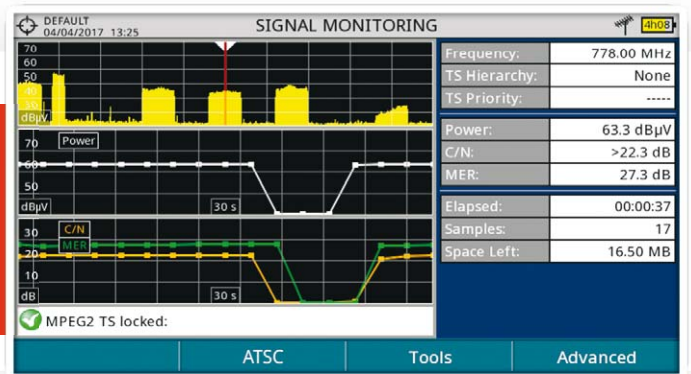 DEFAULT
04/04/2017 13:25
SIGNAL MONITORING
4h08
70
60
50
40
30
dBµV
70
Power
60
50
dBµV
30 s
30
C/N
MER
20
10
dB
30 s
MPEG2 TS locked:
Frequency: 778.00 MHz
TS Hierarchy: None
TS Priority: -----
Power: 63.3 dBµV
C/N: >22.3 dB
MER: 27.3 dB
Elapsed: 00:00:37
Samples: 17
Space Left: 16.50 MB
ATSC
Tools
Advanced